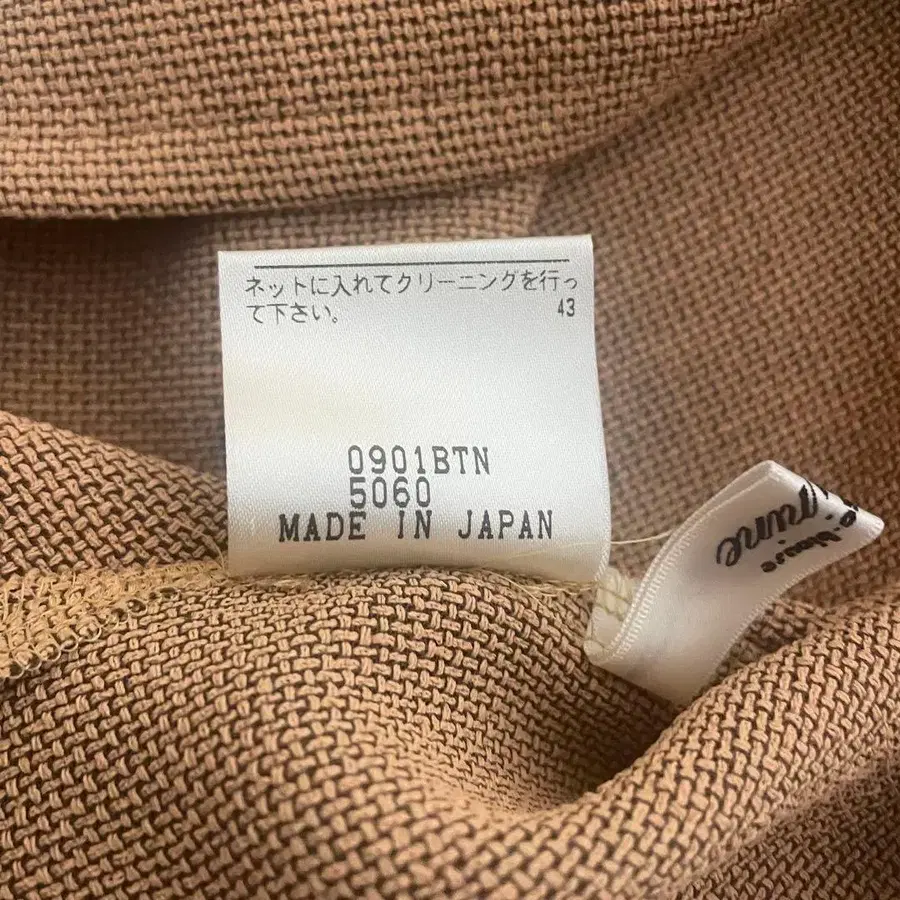 ネットに入れてクリーニングを行っ
て下さい。
43
0901BTN
5060
MADE IN JAPAN